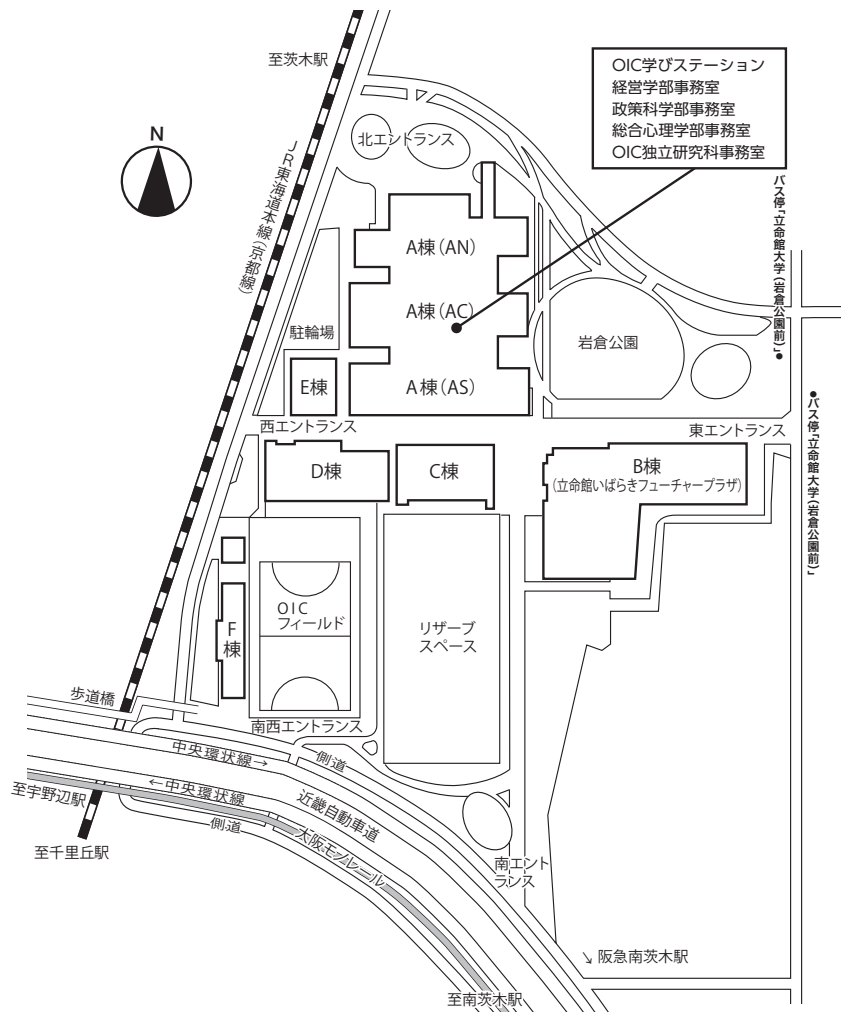 至茨木駅
OIC学びステーション
経営学部事務室
政策科学部事務室
総合心理学部事務室
OIC独立研究科事務室
N
北エントランス
JR東海道本線(京都線)
バス停「立命館大学(岩倉公園前)」●
A棟(AN)
A棟(AC)
駐輪場
岩倉公園
E棟
A棟(AS)
西エントランス
東エントランス
●バス停「立命館大学(岩倉公園前)」
D棟
C棟
B棟
(立命館いばらきフューチャープラザ)
OIC
フィールド
F
棟
リザーブ
スペース
歩道橋
南西エントランス
中央環状線→
側道
←中央環状線
至宇野辺駅
近畿自動車道
側道
大阪モノレール
至千里丘駅
南エント
ランス
↘ 阪急南茨木駅
至南茨木駅